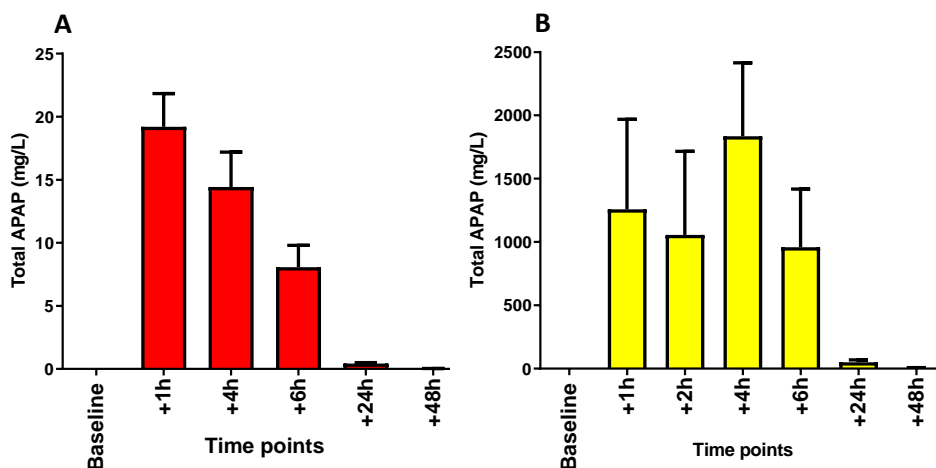 A
Total APAP (mg/L)
25
20
15
10
5
0
Baseline
+1h
+4h
+6h
+24h
+48h
Time points
B
Total APAP (mg/L)
2500
2000
1500
1000
500
0
Baseline
+1h
+2h
+4h
+6h
+24h
+48h
Time points